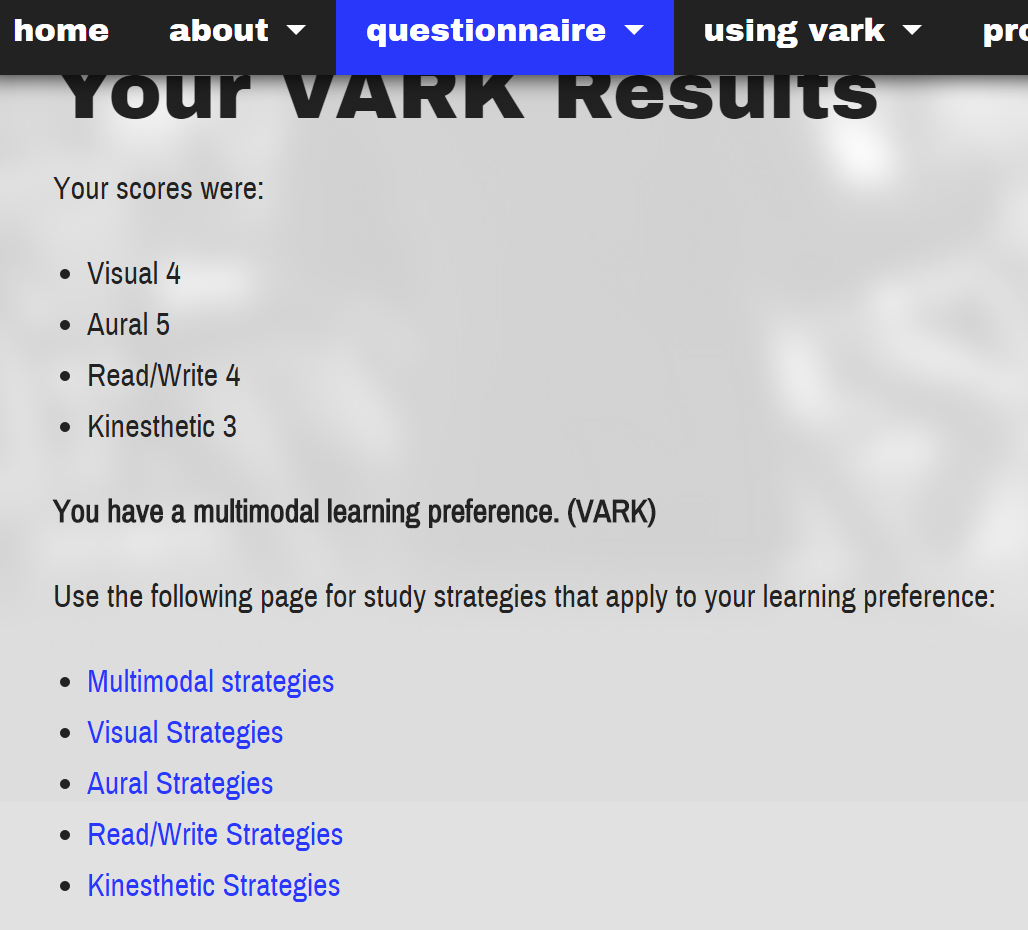 home about questionnaire using vark
Your VARK Results
Your scores were:
Visual 4
Aural 5
Read/Write 4
Kinesthetic 3
You have a multimodal learning preference. (VARK)
Use the following page for study strategies that apply to your learning preference:
Multimodal strategies
Visual Strategies
Aural Strategies
Read/Write Strategies
Kinesthetic Strategies